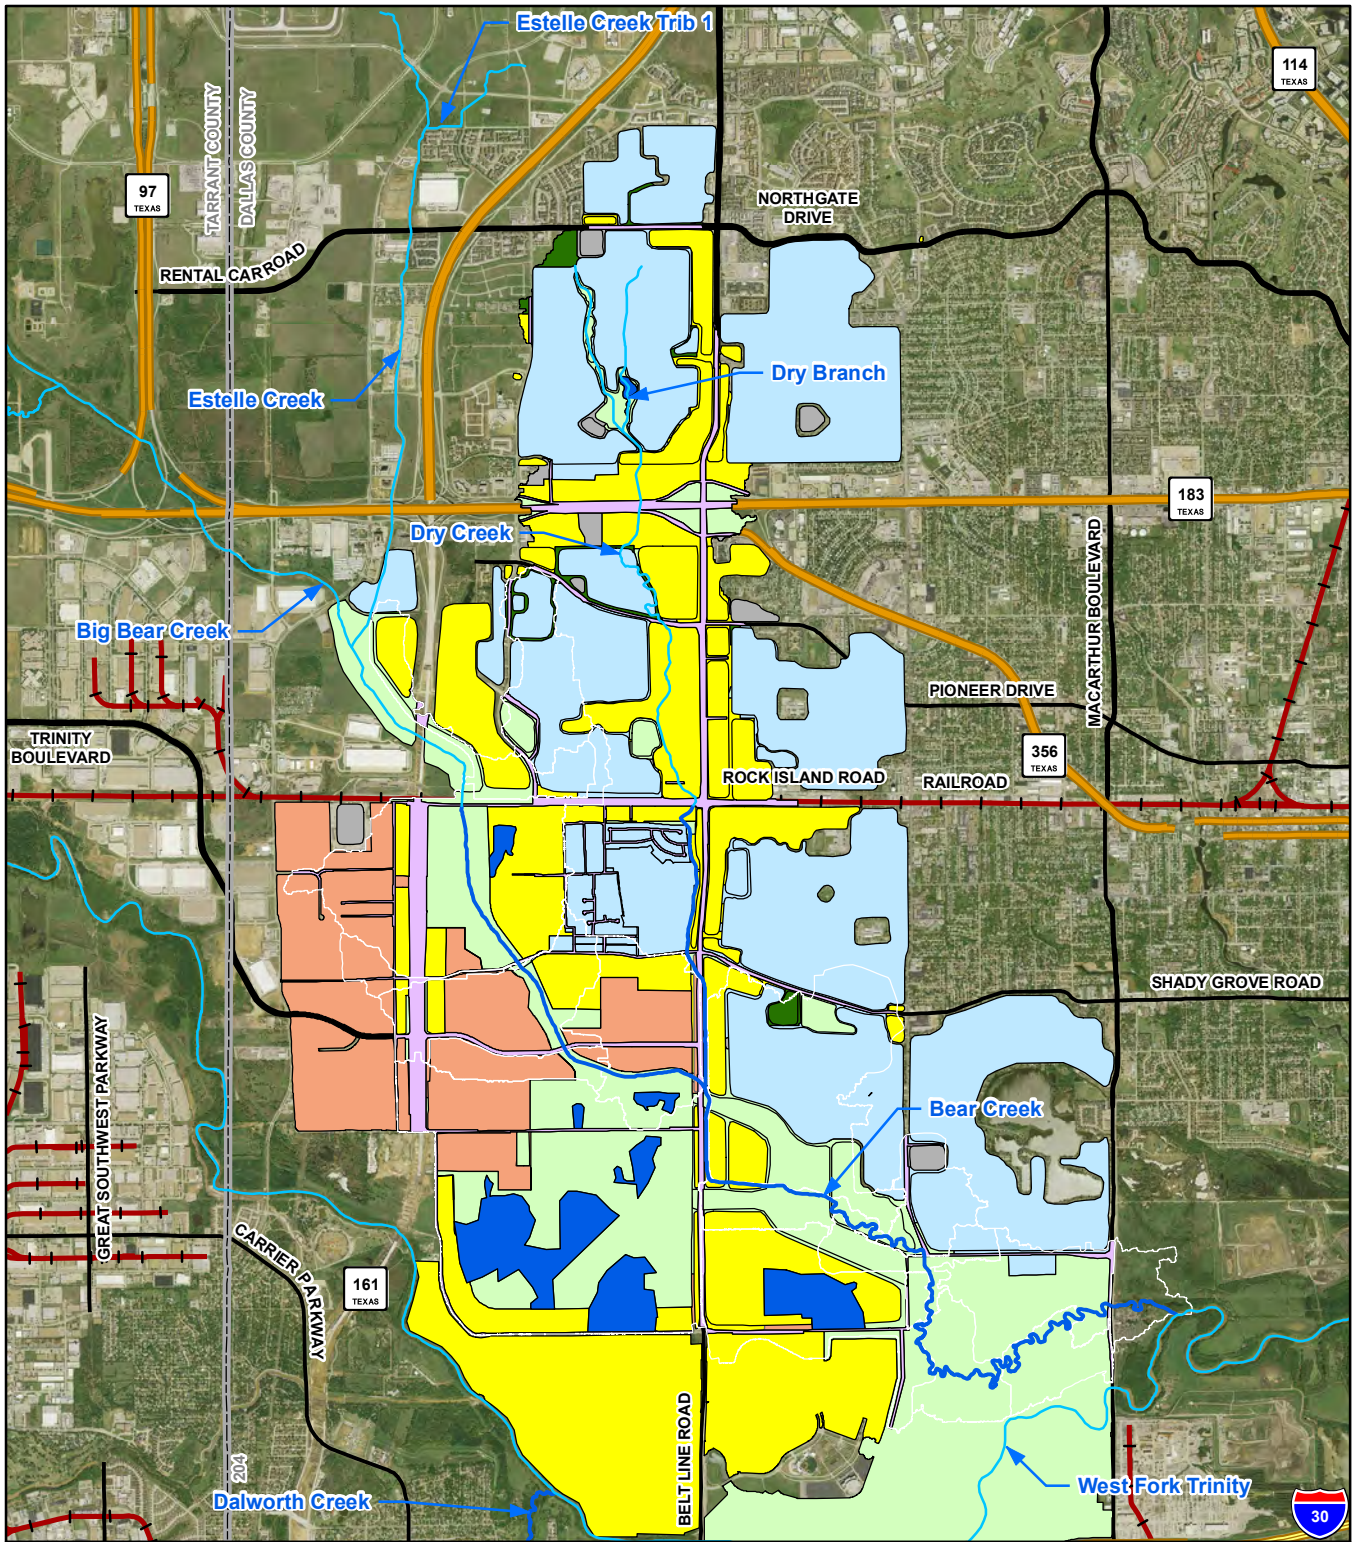 Estelle Creek Trib 1
114
TEXAS
TARRANT COUNTY
DALLAS COUNTY
97
TEXAS
NORTHGATE
DRIVE
RENTAL CAR ROAD
Estelle Creek
Dry Branch
183
TEXAS
Dry Creek
MACARTHUR BOULEVARD
Big Bear Creek
PIONEER DRIVE
TRINITY
BOULEVARD
356
TEXAS
ROCK ISLAND ROAD
RAILROAD
SHADY GROVE ROAD
GREAT SOUTHWEST PARKWAY
Bear Creek
CARRIER PARKWAY
161
TEXAS
BELT LINE ROAD
204
Dalworth Creek
West Fork Trinity
30